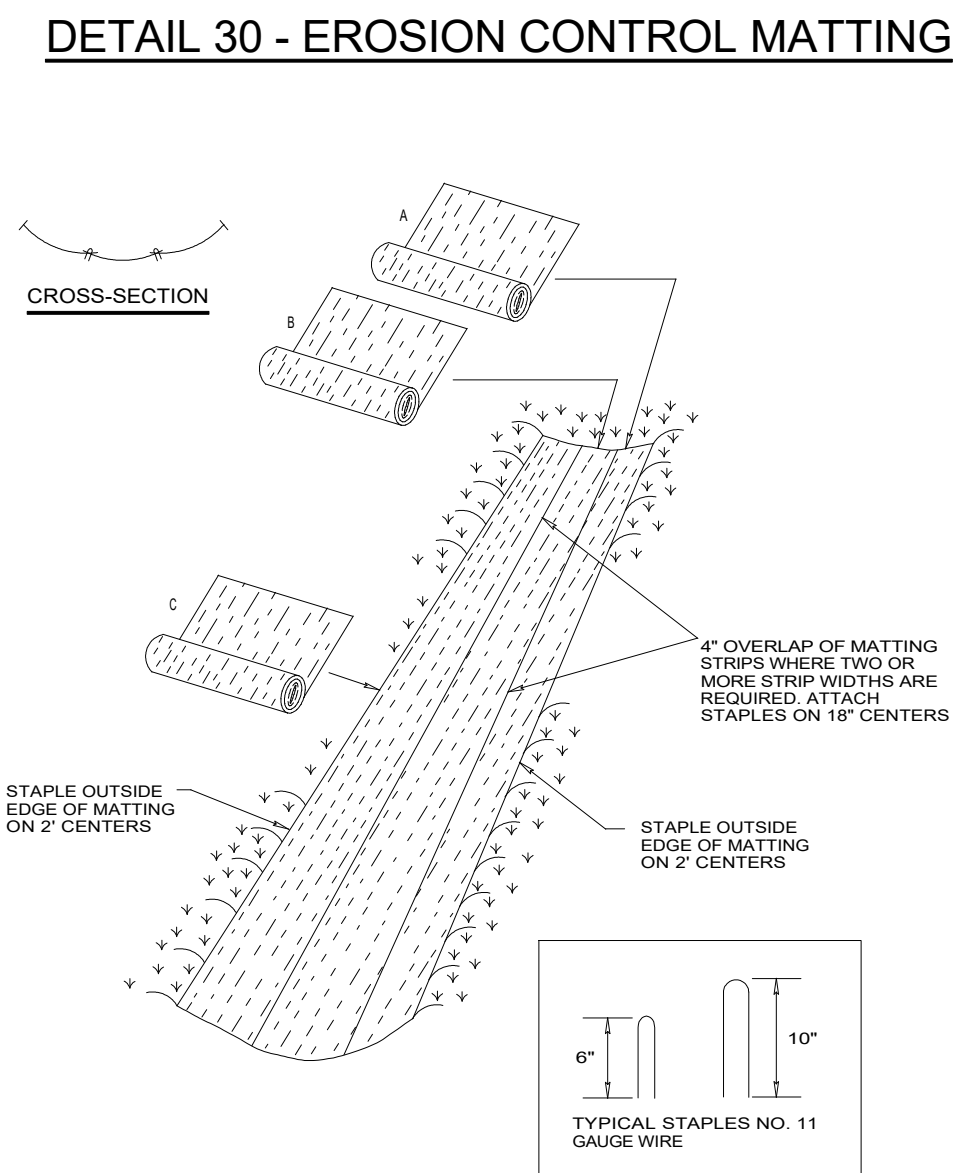 DETAIL 30 - EROSION CONTROL MATTING
A
CROSS-SECTION
B
C
4" OVERLAP OF MATTING
STRIPS WHERE TWO OR
MORE STRIP WIDTHS ARE
REQUIRED. ATTACH
STAPLES ON 18" CENTERS
STAPLE OUTSIDE
EDGE OF MATTING
ON 2' CENTERS
STAPLE OUTSIDE
EDGE OF MATTING
ON 2' CENTERS
6"
10"
TYPICAL STAPLES NO. 11
GAUGE WIRE